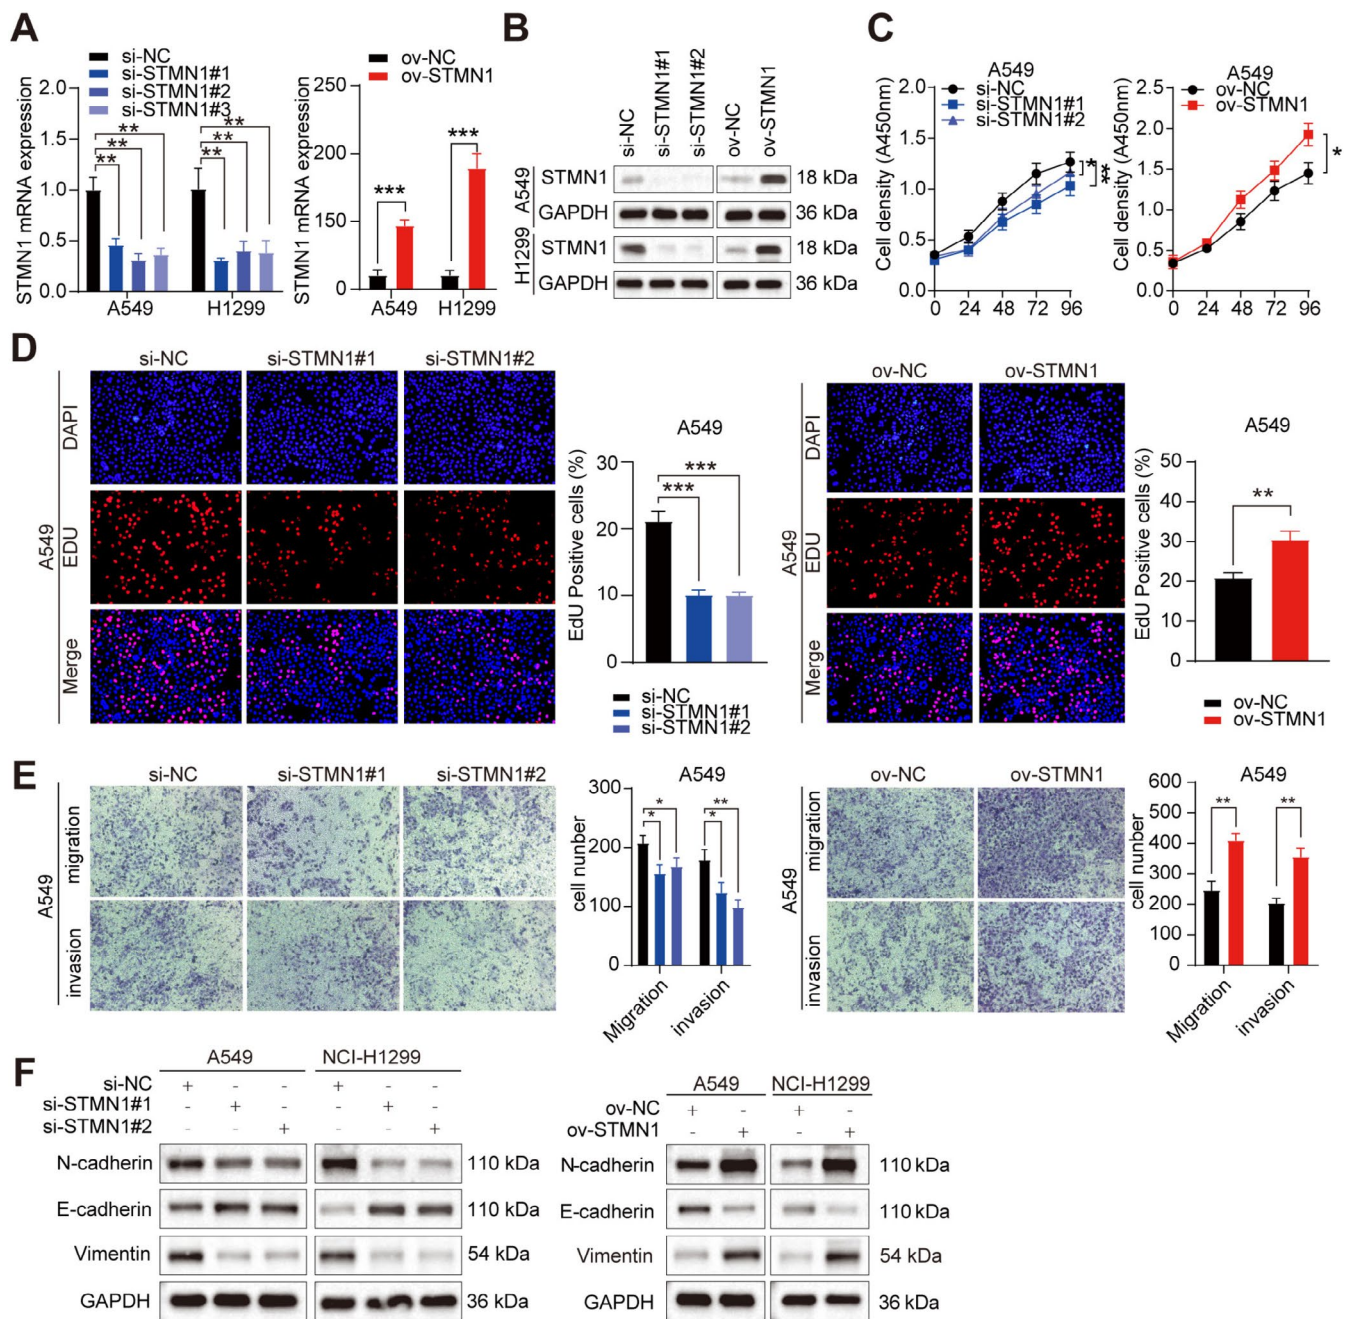 A
si-NC
si-STMN1#1
si-STMN1#2
si-STMN1#3
STMN1 mRNA expression
2.0
1.5
1.0
0.5
0.0
** ** **
** ** **
A549 H1299
ov-NC
ov-STMN1
STMN1 mRNA expression
250
200
150
50
0
*** ***
A549 H1299
B
si-NC si-STMN1#1 si-STMN1#2 ov-NC ov-STMN1
A549
STMN1 18 kDa
GAPDH 36 kDa
H1299
STMN1 18 kDa
GAPDH 36 kDa
C
A549
si-NC
si-STMN1#1
si-STMN1#2
Cell density (A450nm)
2.0
1.5
1.0
0.5
0.0
* ***
0 24 48 72 96
A549
ov-NC
ov-STMN1
Cell density (A450nm)
2.5
2.0
1.5
1.0
0.5
0.0
*
0 24 48 72 96
D
si-NC si-STMN1#1 si-STMN1#2
A549
DAPI
EDU
Merge
A549
EdU Positive cells (%)
30
20
10
0
***
***
si-NC
si-STMN1#1
si-STMN1#2
ov-NC ov-STMN1
A549
DAPI
EDU
Merge
A549
EdU Positive cells (%)
50
40
30
20
10
0
**
ov-NC
ov-STMN1
E
si-NC si-STMN1#1 si-STMN1#2
A549
migration
invasion
A549
cell number
300
200
100
0
* * * **
Migration invasion
ov-NC ov-STMN1
A549
migration
invasion
A549
cell number
600
500
400
300
200
100
0
** **
Migration invasion
F
A549 NCI-H1299
si-NC + - - + - -
si-STMN1#1 - + - - + -
si-STMN1#2 - - + - - +
N-cadherin 110 kDa
E-cadherin 110 kDa
Vimentin 54 kDa
GAPDH 36 kDa
A549 NCI-H1299
ov-NC + - + -
ov-STMN1 - + - +
N-cadherin 110 kDa
E-cadherin 110 kDa
Vimentin 54 kDa
GAPDH 36 kDa